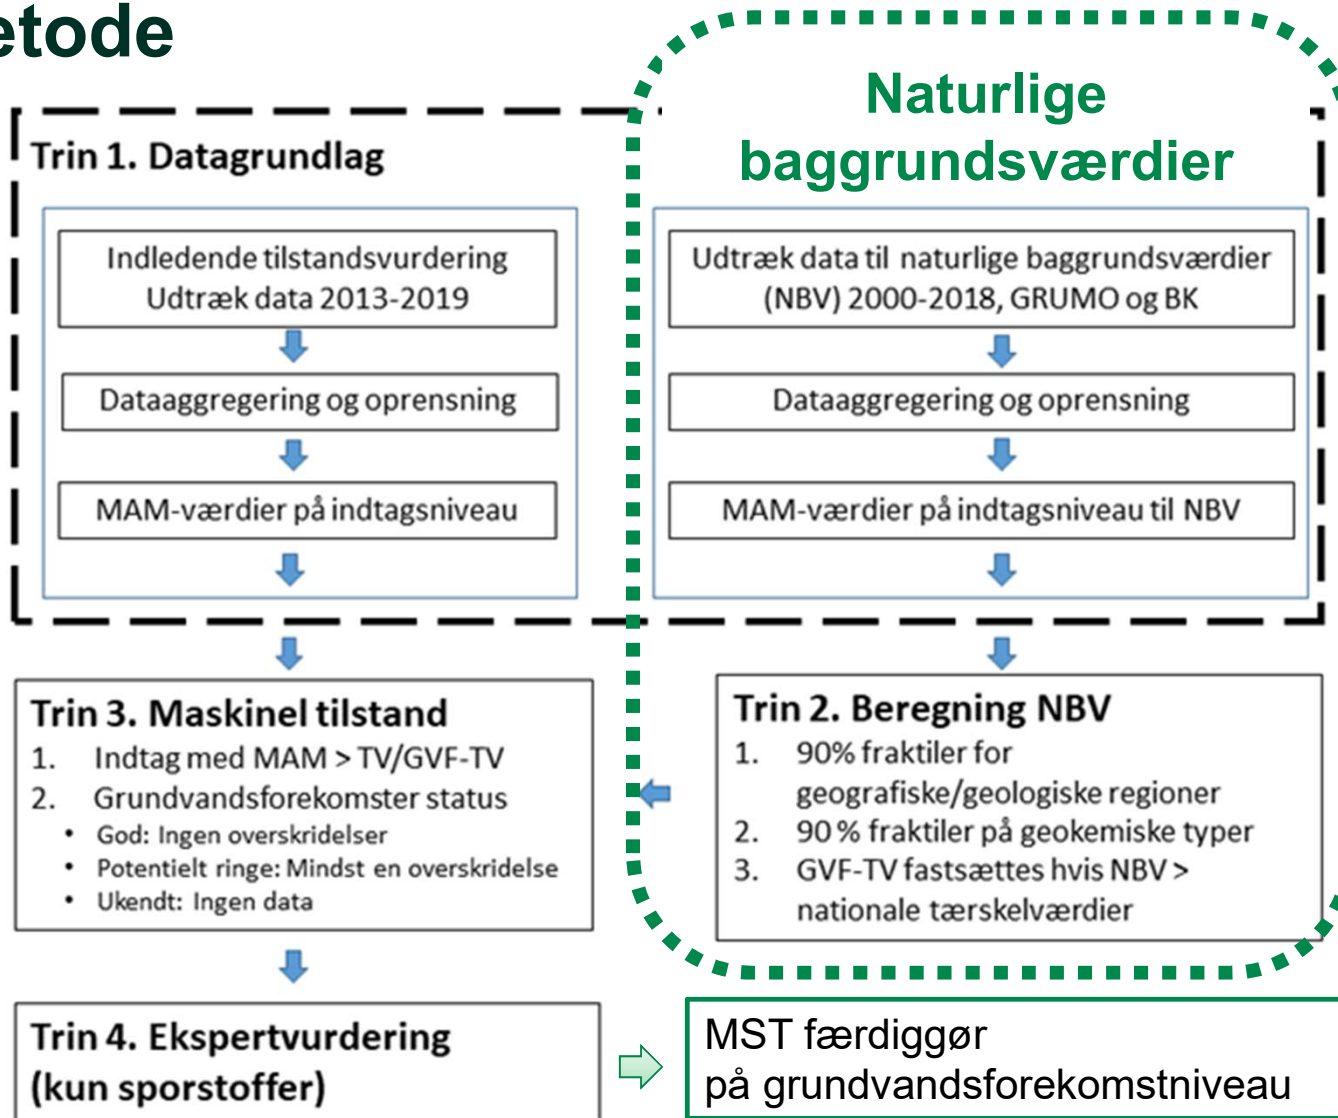 etode
Trin 1. Datagrundlag
Indledende tilstandsvurdering
Udtræk data 2013-2019
Dataaggregering og oprensning
MAM-værdier på indtagsniveau
Naturlige
baggrundsværdier
Udtræk data til naturlige baggrundsværdier
(NBV) 2000-2018, GRUMO og BK
Dataaggregering og oprensning
MAM-værdier på indtagsniveau til NBV
Trin 2. Beregning NBV
1. 90% fraktiler for
geografiske/geologiske regioner
2. 90 % fraktiler på geokemiske typer
3. GVF-TV fastsættes hvis NBV >
nationale tærskelværdier
Trin 3. Maskinel tilstand
1. Indtag med MAM > TV/GVF-TV
2. Grundvandsforekomster status
• God: Ingen overskridelser
• Potentielt ringe: Mindst en overskridelse
• Ukendt: Ingen data
Trin 4. Ekspertvurdering
(kun sporstoffer)
MST færdiggør
på grundvandsforekomstniveau